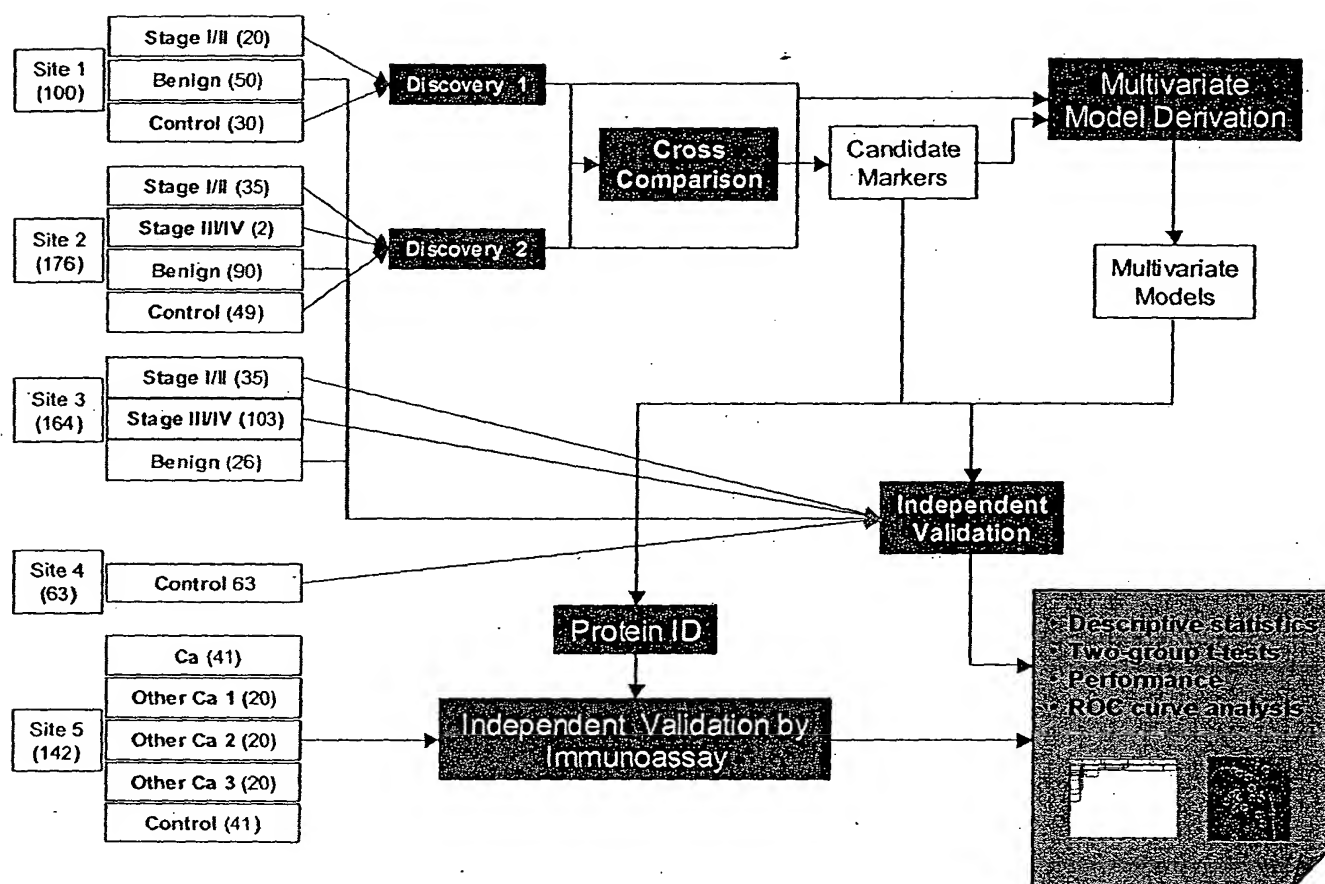 Site 1
(100)
Stage I/II (20)
Benign (50)
Control (30)
Discovery 1
Site 2
(176)
Stage I/II (35)
Stage III/IV (2)
Benign (90)
Control (49)
Discovery 2
Cross
Comparison
Candidate
Markers
Multivariate
Model Derivation
Multivariate
Models
Site 3
(164)
Stage I/II (35)
Stage III/IV (103)
Benign (26)
Independent
Validation
Site 4
(63)
Control 63
Protein ID
Site 5
(142)
Ca (41)
Other Ca 1 (20)
Other Ca 2 (20)
Other Ca 3 (20)
Control (41)
Independent Validation by
Immunoassay
• Descriptive statistics
• Two-group t-tests
• Performance
• ROC curve analysis